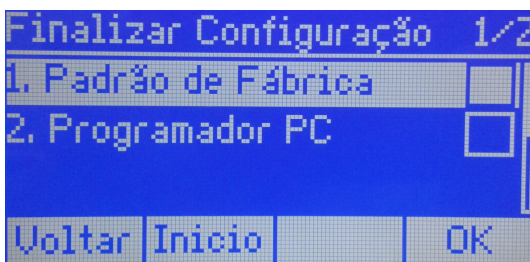 Finalizar Configuração 1/2
1. Padrão de Fábrica
2. Programador PC
Voltar Inicio OK